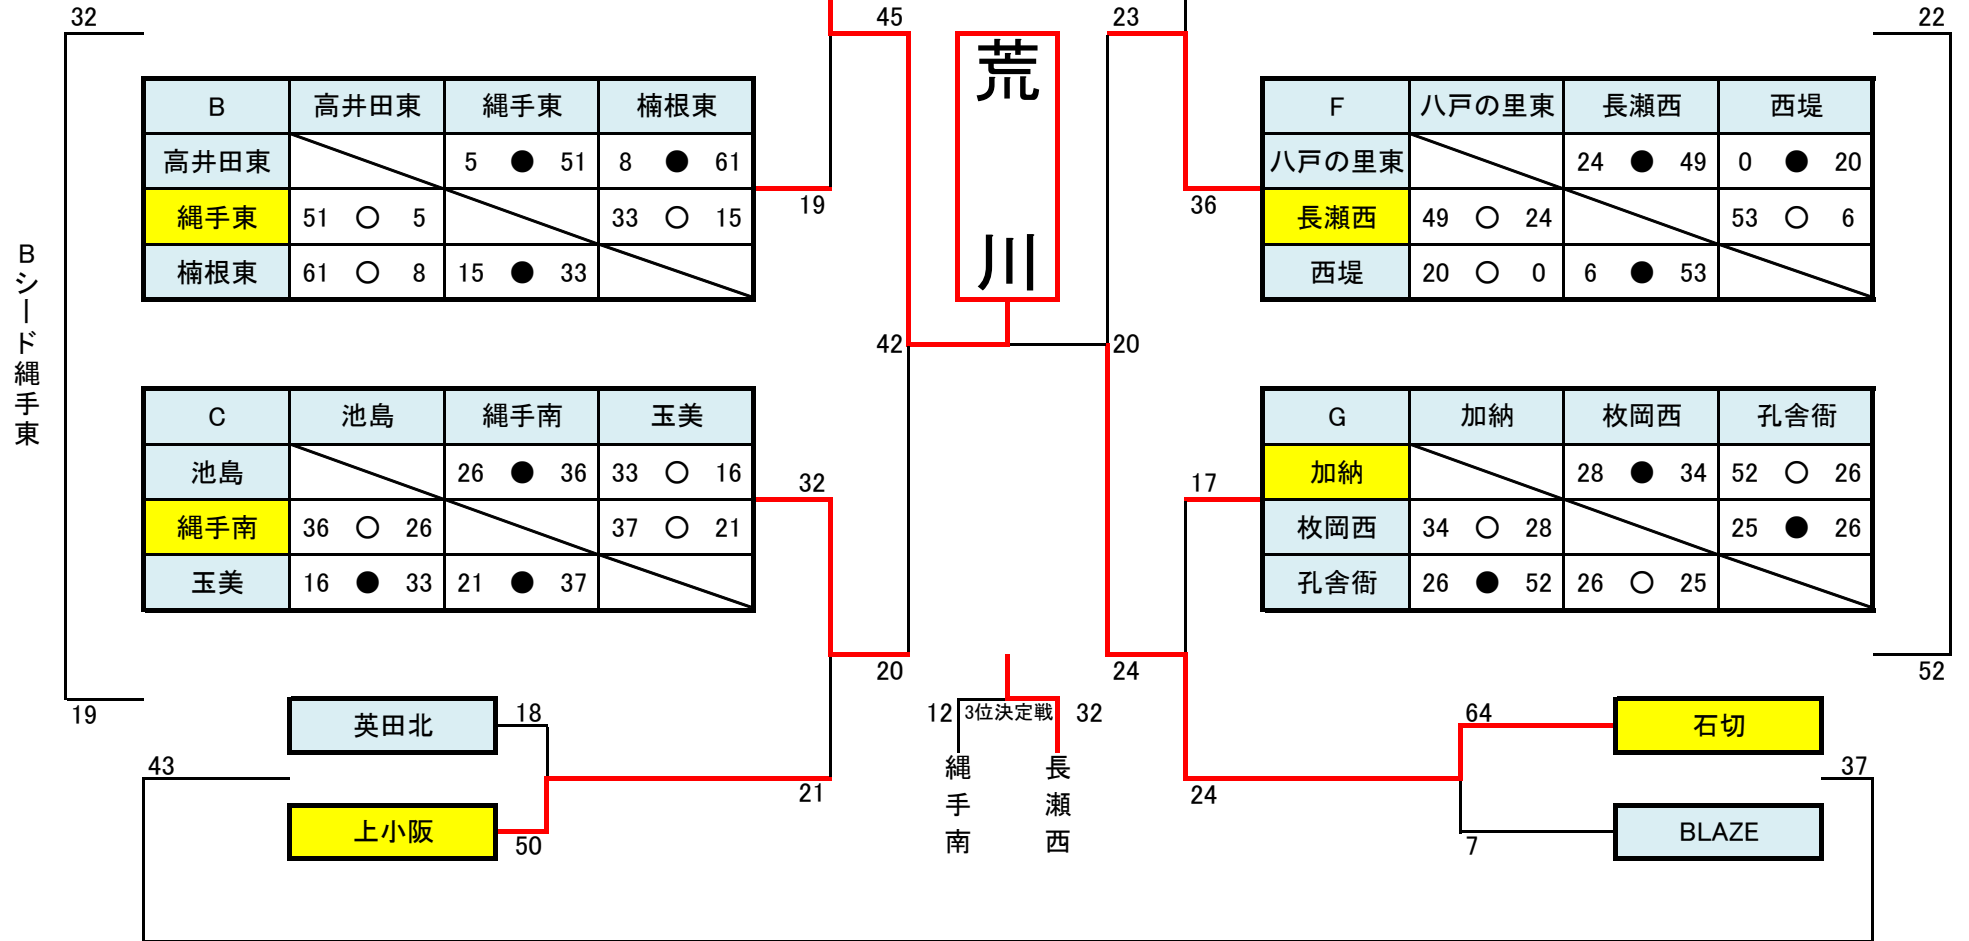 32
45
23
22
荒川
B 高井田東 縄手東 楠根東
高井田東 5 ● 51 8 ● 61
縄手東 51 ○ 5 33 ○ 15
楠根東 61 ○ 8 15 ● 33
19
F 八戸の里東 長瀬西 西堤
八戸の里東 24 ● 49 0 ● 20
長瀬西 49 ○ 24 53 ○ 6
西堤 20 ○ 0 6 ● 53
36
Bシード縄手東
42
20
C 池島 縄手南 玉美
池島 26 ● 36 33 ○ 16
縄手南 36 ○ 26 37 ○ 21
玉美 16 ● 33 21 ● 37
32
G 加納 枚岡西 孔舎衙
加納 28 ● 34 52 ○ 26
枚岡西 34 ○ 28 25 ● 26
孔舎衙 26 ● 52 26 ○ 25
17
20
24
52
19
英田北 18
12 3位決定戦 32
64 石切
43
21
縄手南
長瀬西
24
37
上小阪 50
7 BLAZE